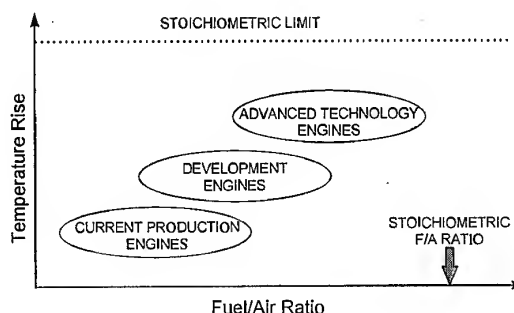 STOICHIOMETRIC LIMIT
ADVANCED TECHNOLOGY
ENGINES
DEVELOPMENT
ENGINES
CURRENT PRODUCTION
ENGINES
STOICHIOMETRIC
F/A RATIO
Temperature Rise
Fuel/Air Ratio